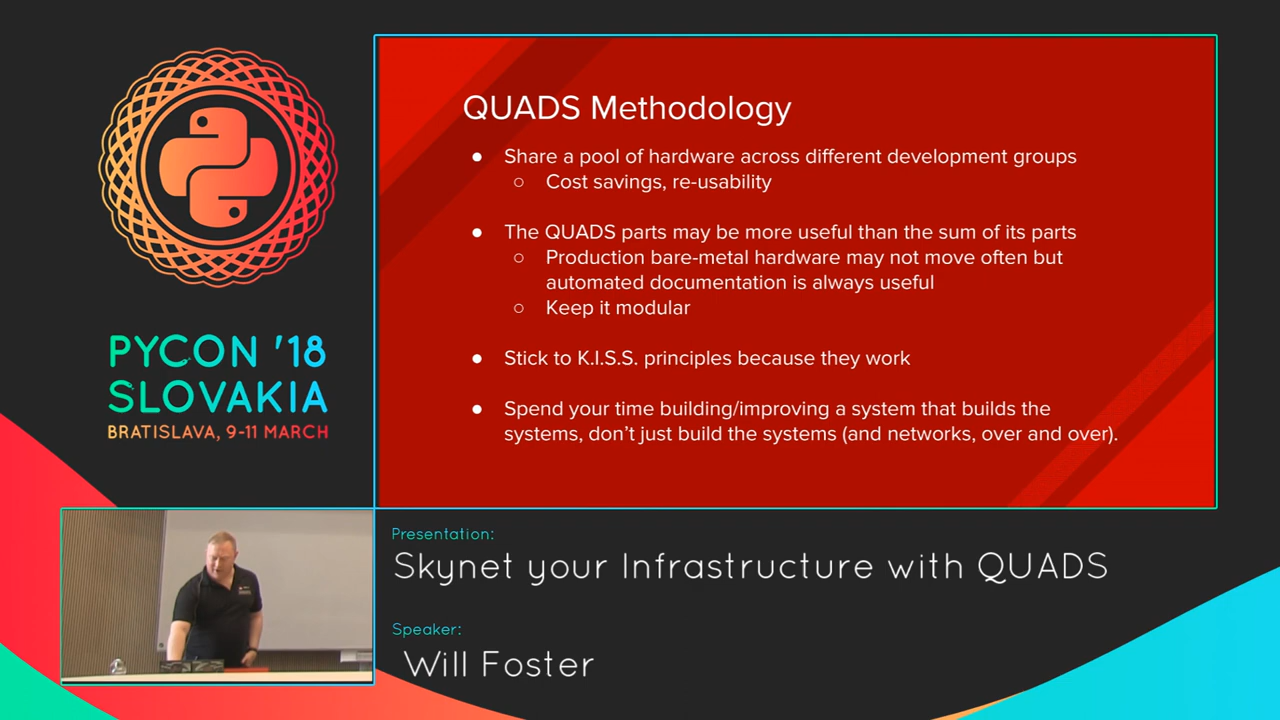 PYCON '18
SLOVAKIA
BRATISLAVA, 9-11 MARCH
QUADS Methodology
● Share a pool of hardware across different development groups
○ Cost savings, re-usability
● The QUADS parts may be more useful than the sum of its parts
○ Production bare-metal hardware may not move often but
automated documentation is always useful
○ Keep it modular
● Stick to K.I.S.S. principles because they work
● Spend your time building/improving a system that builds the
systems, don’t just build the systems (and networks, over and over).
Presentation:
Skynet your Infrastructure with QUADS
Speaker:
Will Foster